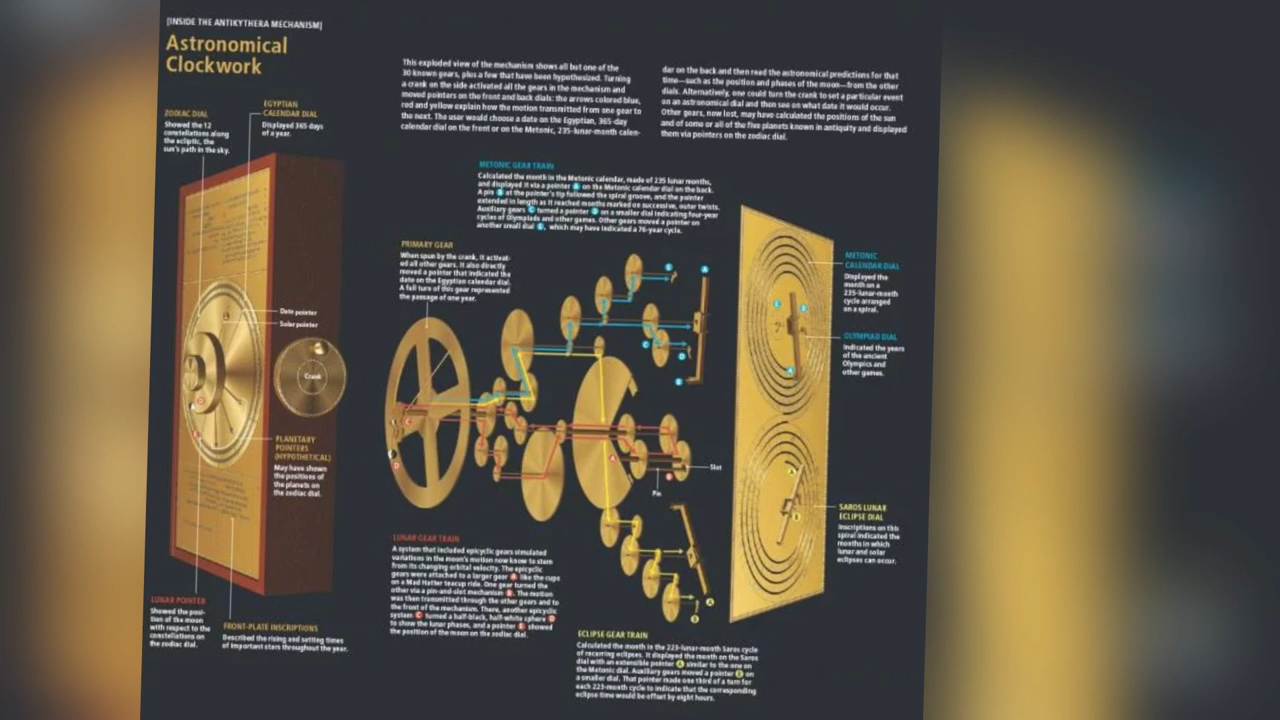 [INSIDE THE ANTIKYTHERA MECHANISM]
Astronomical
Clockwork
This exploded view of the mechanism shows all but one of the
30 known gears, plus a few that have been hypothesized. Turning
a crank on the side activated all the gears in the mechanism and
moved pointers on the front and back dials: the arrows colored blue,
red and yellow explain how the motion transmitted from one gear to
the next. The user would choose a date on the Egyptian, 365-day
calendar dial on the front or on the Metonic, 235-lunar-month calen-
dar on the back and then read the astronomical predictions for that
time—such as the position and phases of the moon—from the other
dials. Alternatively, one could turn the crank to set a particular event
on an astronomical dial and then see on what date it would occur.
Other gears, now lost, may have calculated the positions of the sun
and of some or all of the five planets known in antiquity and displayed
them via pointers on the zodiac dial.
ZODIAC DIAL
Showed the 12
constellations along
the ecliptic, the
sun's path in the sky.
EGYPTIAN
CALENDAR DIAL
Displayed 365 days
of a year.
METONIC GEAR TRAIN
Calculated the month in the Metonic calendar, made of 235 lunar months,
and displayed it via a pointer A on the Metonic calendar dial on the back.
A pin B at the pointer's tip followed the spiral groove, and the pointer
extended in length as it reached months marked on successive, outer twists.
Auxiliary gears C turned a pointer D on a smaller dial indicating four-year
cycles of Olympiads and other games. Other gears moved a pointer on
another small dial E, which may have indicated a 76-year cycle.
PRIMARY GEAR
When spun by the crank, it activat-
ed all other gears. It also directly
moved a pointer that indicated the
date on the Egyptian calendar dial.
A full turn of this gear represented
the passage of one year.
METONIC
CALENDAR DIAL
Displayed the
month on a
235-lunar-month
cycle arranged
on a spiral.
OLYMPIAD DIAL
Indicated the years
of the ancient
Olympics and
other games.
Date pointer
Solar pointer
Crank
PLANETARY
POINTERS
(HYPOTHETICAL)
May have shown
the positions of
the planets on
the zodiac dial.
Slot
Pin
SAROS LUNAR
ECLIPSE DIAL
Inscriptions on this
spiral indicated the
months in which
lunar and solar
eclipses can occur.
LUNAR GEAR TRAIN
A system that included epicyclic gears simulated
variations in the moon's motion now know to stem
from its changing orbital velocity. The epicyclic
gears were attached to a larger gear A like the cups
on a Mad Hatter teacup ride. One gear turned the
other via a pin-and-slot mechanism B. The motion
was then transmitted through the other gears and to
the front of the mechanism. There, another epicyclic
system C turned a half-black, half-white sphere D
to show the lunar phases, and a pointer E showed
the position of the moon on the zodiac dial.
LUNAR POINTER
Showed the posi-
tion of the moon
with respect to the
constellations on
the zodiac dial.
FRONT-PLATE INSCRIPTIONS
Described the rising and setting times
of important stars throughout the year.
ECLIPSE GEAR TRAIN
Calculated the month in the 223-lunar-month Saros cycle
of recurring eclipses. It displayed the month on the Saros
dial with an extensible pointer A similar to the one on
the Metonic dial. Auxiliary gears moved a pointer B on
a smaller dial. That pointer made one third of a turn for
each 223-month cycle to indicate that the corresponding
eclipse time would be offset by eight hours.